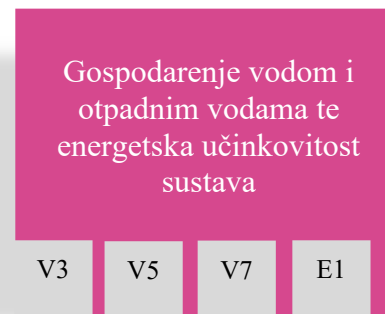 Gospodarenje vodom i
otpadnim vodama te
energetska učinkovitost
sustava
V3 V5 V7 E1